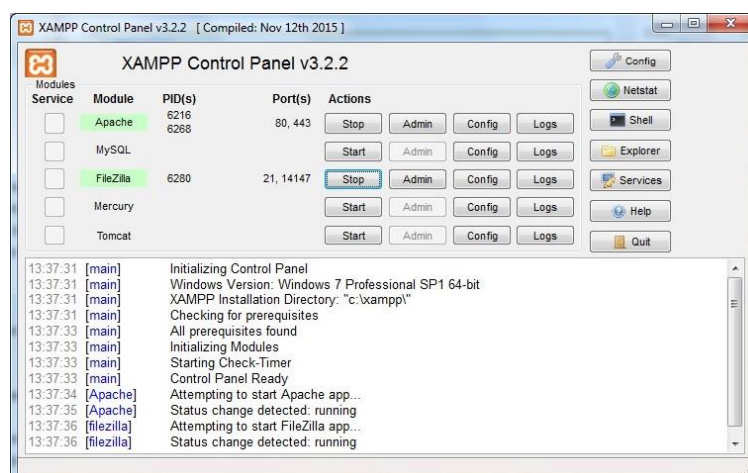 XAMPP Control Panel v3.2.2 [ Compiled: Nov 12th 2015 ]
XAMPP Control Panel v3.2.2
Config
Modules
Service Module PID(s) Port(s) Actions
Netstat
Apache 6216 6268 80, 443 Stop Admin Config Logs
Shell
MySQL Start Admin Config Logs
Explorer
FileZilla 6280 21, 14147 Stop Admin Config Logs
Services
Mercury Start Admin Config Logs
Help
Tomcat Start Admin Config Logs
Quit
13:37:31 [main] Initializing Control Panel
13:37:31 [main] Windows Version: Windows 7 Professional SP1 64-bit
13:37:31 [main] XAMPP Installation Directory: "c:\xampp\"
13:37:31 [main] Checking for prerequisites
13:37:33 [main] All prerequisites found
13:37:33 [main] Initializing Modules
13:37:33 [main] Starting Check-Timer
13:37:33 [main] Control Panel Ready
13:37:34 [Apache] Attempting to start Apache app...
13:37:35 [Apache] Status change detected: running
13:37:36 [filezilla] Attempting to start FileZilla app...
13:37:36 [filezilla] Status change detected: running